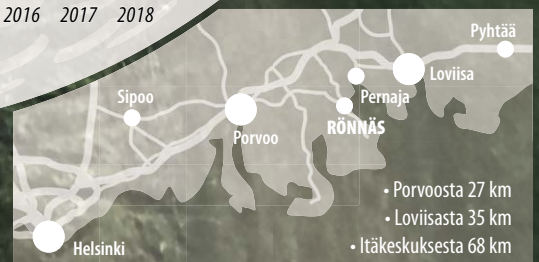 2016 2017 2018
Pyhtää
Loviisa
Sipoo
Pernaja
RÖNNÄS
Porvoo
• Porvoosta 27 km
• Loviisasta 35 km
• Itäkeskuksesta 68 km
Helsinki